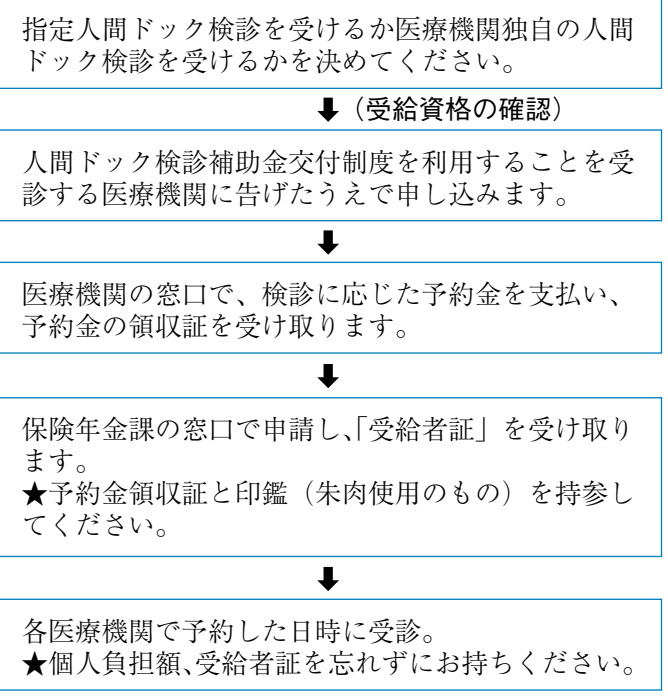 指定人間ドック検診を受けるか医療機関独自の人間
ドック検診を受けるかを決めてください。
⬇（受給資格の確認）
人間ドック検診補助金交付制度を利用することを受
診する医療機関に告げたうえで申し込みます。
⬇
医療機関の窓口で、検診に応じた予約金を支払い、
予約金の領収証を受け取ります。
⬇
保険年金課の窓口で申請し、「受給者証」を受け取り
ます。
★予約金領収証と印鑑（朱肉使用のもの）を持参し
てください。
⬇
各医療機関で予約した日時に受診。
★個人負担額、受給者証を忘れずにお持ちください。